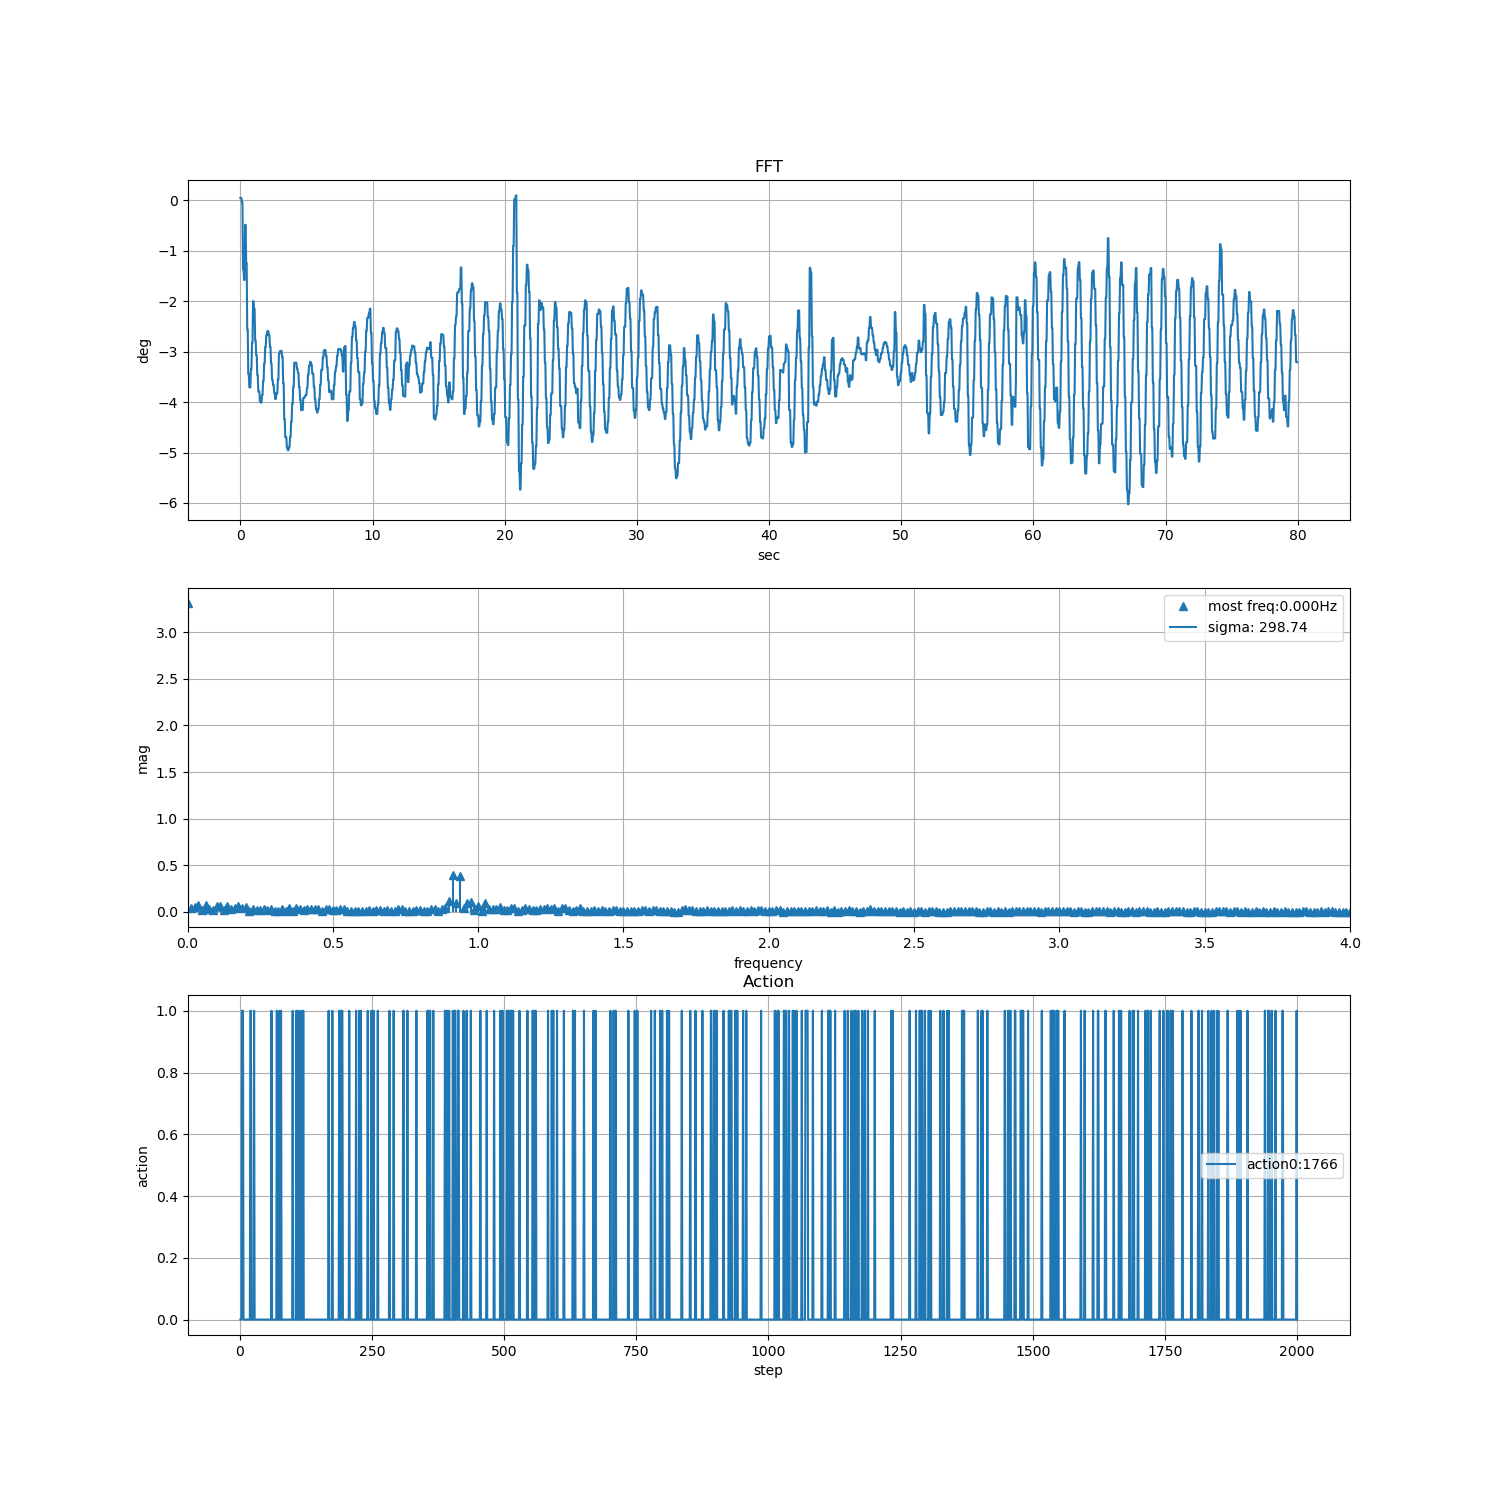 FFT
0
−1
−2
−3
−4
−5
−6
deg
0 10 20 30 40 50 60 70 80
sec
most freq:0.000Hz
sigma: 298.74
3.0
2.5
2.0
1.5
1.0
0.5
0.0
mag
0.0 0.5 1.0 1.5 2.0 2.5 3.0 3.5 4.0
frequency
Action
1.0
0.8
0.6
0.4
0.2
0.0
action
action0:1766
0 250 500 750 1000 1250 1500 1750 2000
step